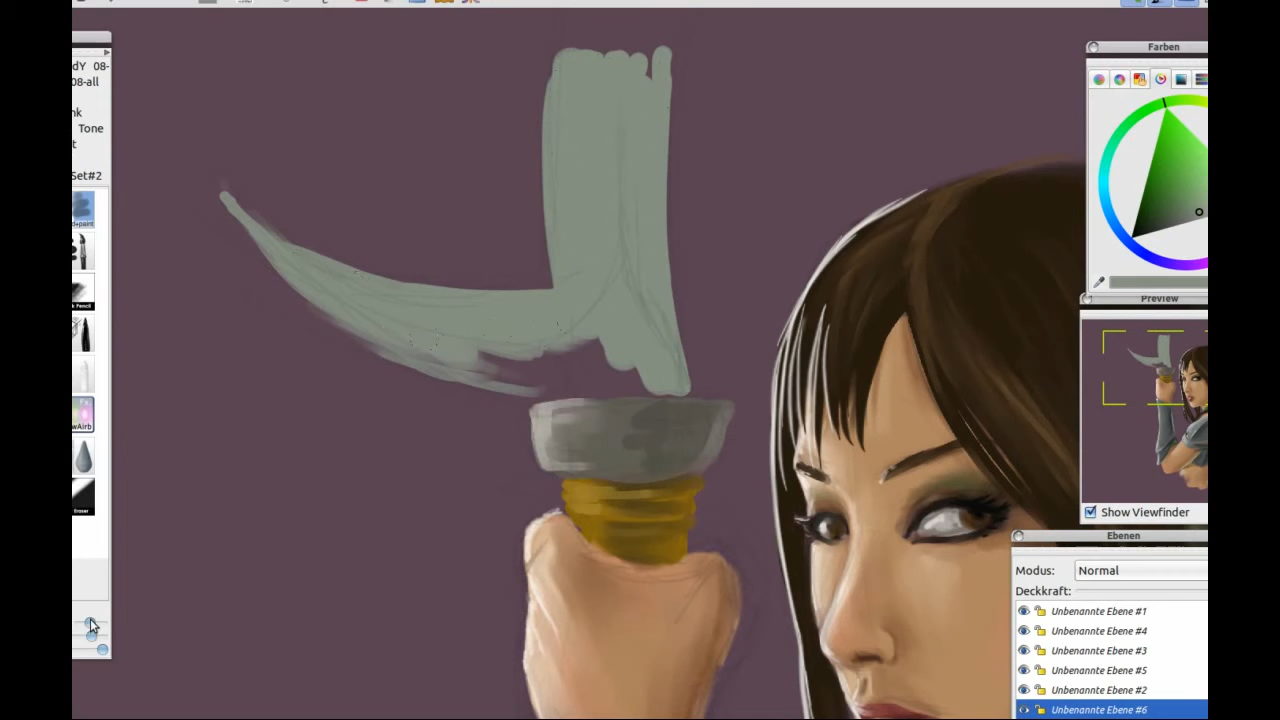 dY 08-
08-all
nk
Tone
t
Set#2
Farben
Preview
Show Viewfinder
Ebenen
Modus: Normal
Deckkraft:
Unbenannte Ebene #1
Unbenannte Ebene #4
Unbenannte Ebene #3
Unbenannte Ebene #5
Unbenannte Ebene #2
Unbenannte Ebene #6